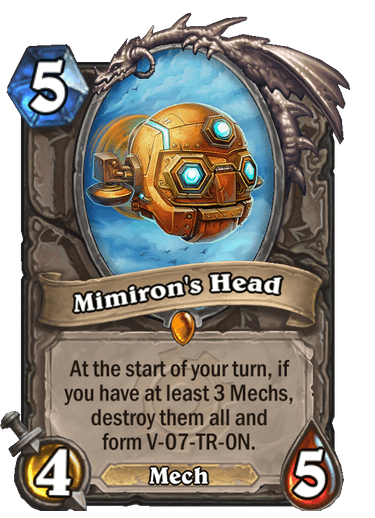 5
Mimiron's Head
At the start of your turn, if
you have at least 3 Mechs,
destroy them all and
form V-07-TR-0N.
4
Mech
5